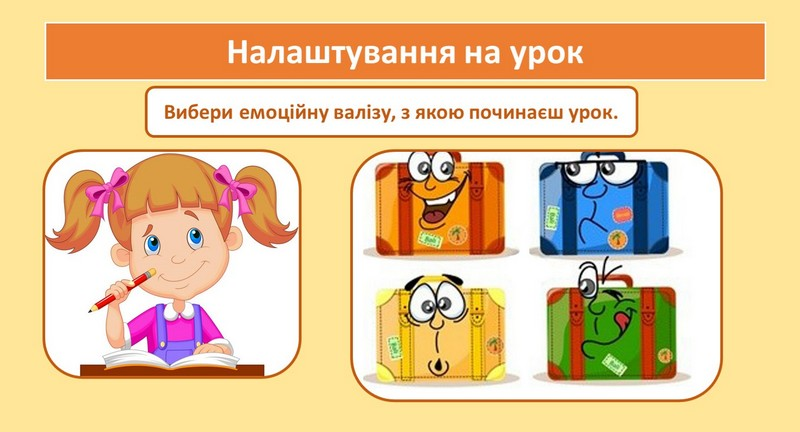 Налаштування на урок
Вибери емоційну валізу, з якою починаєш урок.